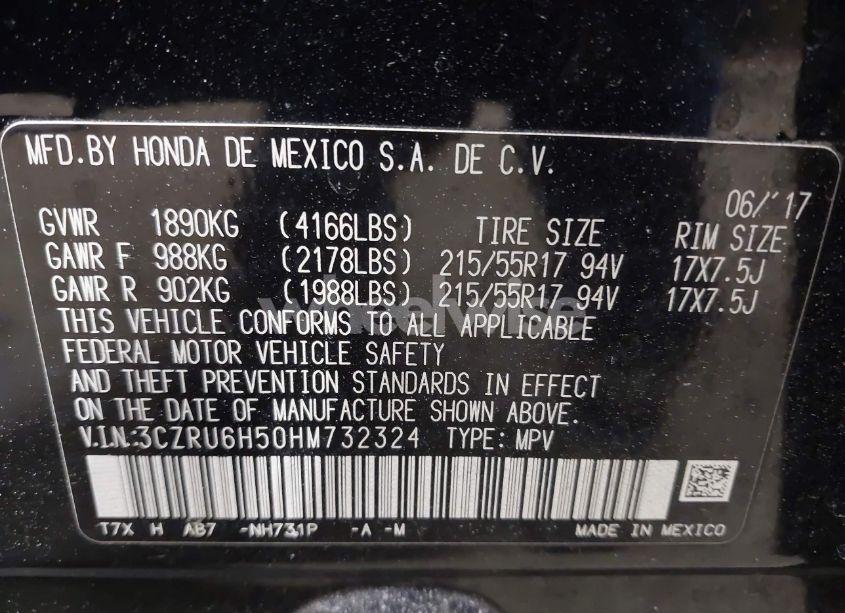 MFD.BY HONDA DE MEXICO S.A. DE C.V.
06/'17
GVWR 1890KG (4166LBS) TIRE SIZE RIM SIZE
GAWR F 988KG (2178LBS) 215/55R17 94V 17X7.5J
GAWR R 902KG (1988LBS) 215/55R17 94V 17X7.5J
THIS VEHICLE CONFORMS TO ALL APPLICABLE
FEDERAL MOTOR VEHICLE SAFETY
AND THEFT PREVENTION STANDARDS IN EFFECT
ON THE DATE OF MANUFACTURE SHOWN ABOVE.
V.I.N:3CZRU6H50HM732324 TYPE: MPV
T7X H AB7 -NH731P -A -M
MADE IN MEXICO